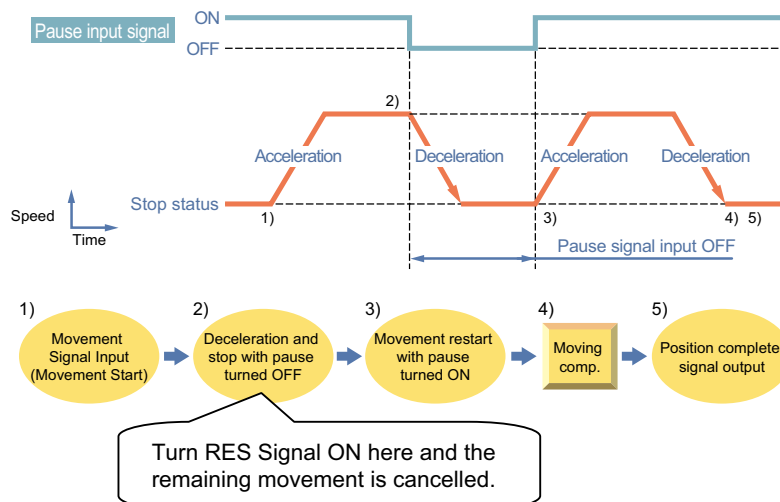 ON
Pause input signal
OFF
2)
Acceleration
Deceleration
Acceleration
Deceleration
Speed
Stop status
1)
3)
4)
5)
Time
Pause signal input OFF
1)
2)
3)
4)
5)
Movement
Signal Input
(Movement Start)
Deceleration and
stop with pause
turned OFF
Movement restart
with pause
turned ON
Moving
comp.
Position complete
signal output
Turn RES Signal ON here and the
remaining movement is cancelled.